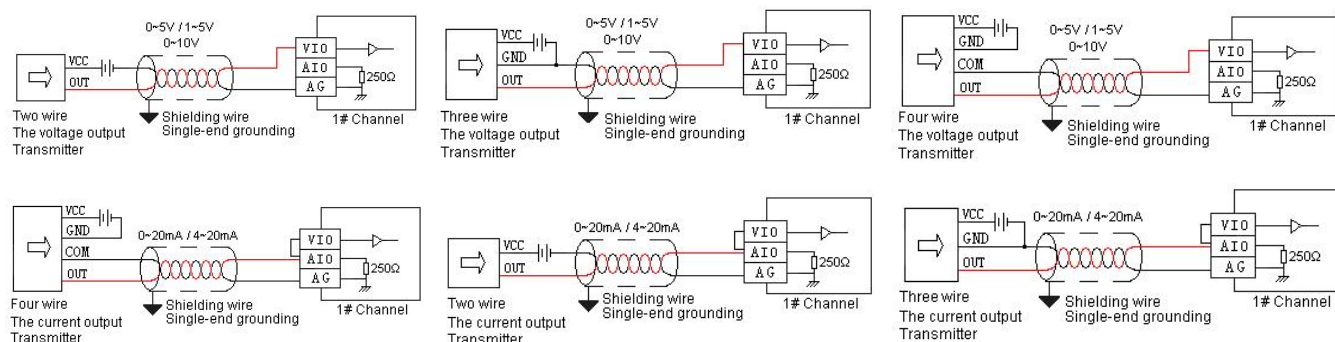 0~5V / 1~5V
0~10V
VCC
OUT
VIO
AIO
AG
250Ω
1# Channel
Two wire
The voltage output
Transmitter
Shielding wire
Single-end grounding
0~5V / 1~5V
0~10V
VCC
GND
OUT
VIO
AIO
AG
250Ω
1# Channel
Three wire
The voltage output
Transmitter
Shielding wire
Single-end grounding
0~5V / 1~5V
0~10V
VCC
GND
COM
OUT
VIO
AIO
AG
250Ω
1# Channel
Four wire
The voltage output
Transmitter
Shielding wire
Single-end grounding
0~20mA / 4~20mA
VCC
GND
COM
OUT
VIO
AIO
AG
250Ω
1# Channel
Four wire
The current output
Transmitter
Shielding wire
Single-end grounding
0~20mA / 4~20mA
VCC
OUT
VIO
AIO
AG
250Ω
1# Channel
Two wire
The current output
Transmitter
Shielding wire
Single-end grounding
0~20mA / 4~20mA
VCC
GND
OUT
VIO
AIO
AG
250Ω
1# Channel
Three wire
The current output
Transmitter
Shielding wire
Single-end grounding